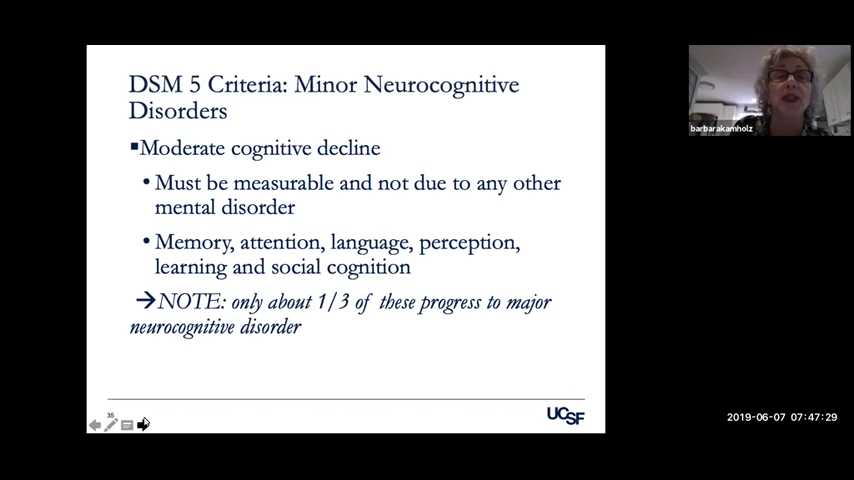 DSM 5 Criteria: Minor Neurocognitive
Disorders
▪Moderate cognitive decline
• Must be measurable and not due to any other
mental disorder
• Memory, attention, language, perception,
learning and social cognition
→NOTE: only about 1/3 of these progress to major
neurocognitive disorder
35
UCSF
barbarakamholz
2019-06-07 07:47:29